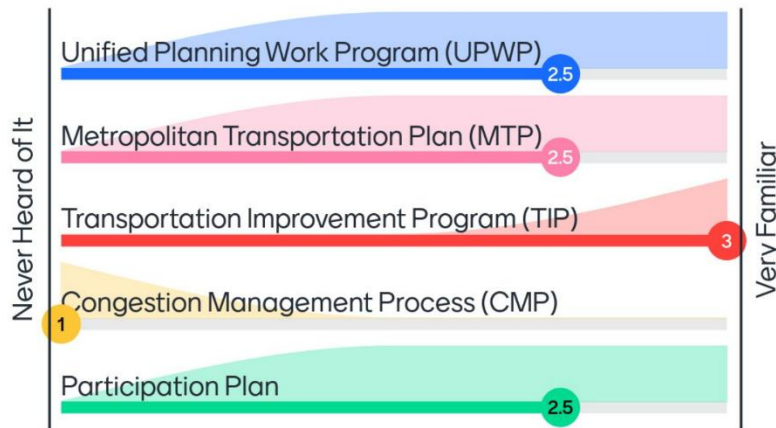 Never Heard of It
Unified Planning Work Program (UPWP)
2.5
Metropolitan Transportation Plan (MTP)
2.5
Transportation Improvement Program (TIP)
3
Congestion Management Process (CMP)
1
Participation Plan
2.5
Very Familiar